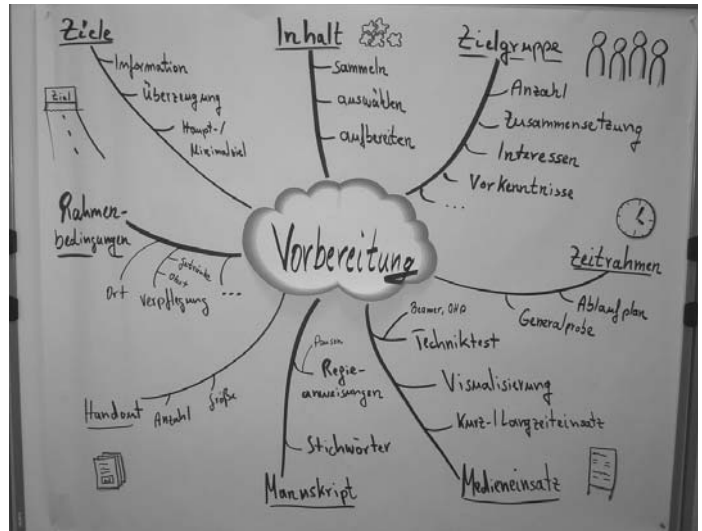 Ziele
Information
Überzeugung
Haupt-/
Minimalziel
Ziel
Inhalt
sammeln
auswählen
aufbereiten
Zielgruppe
Anzahl
Zusammensetzung
Interessen
Vorkenntnisse
...
Rahmen-
bedingungen
Ort
Getränke
Obst
Verpflegung
...
Vorbereitung
Zeitrahmen
Ablaufplan
Generalprobe
Handout
Anzahl
Größe
Pausen
Regie-
anweisungen
Stichwörter
Manuskript
Beamer, OHP
Techniktest
Visualisierung
Kurz-/Langzeiteinsatz
Medieneinsatz